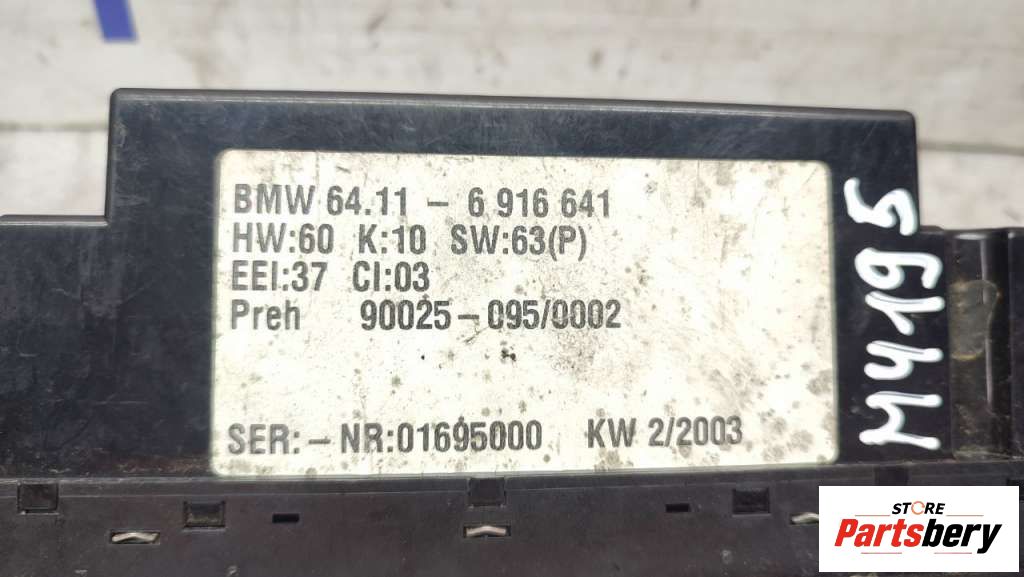 BMW 64.11 – 6 916 641
HW:60 K:10 SW:63(P)
EEI:37 CI:03
Preh 90025–095/0002
SER:–NR:01695000 KW 2/2003
M4195
STORE
Partsbery